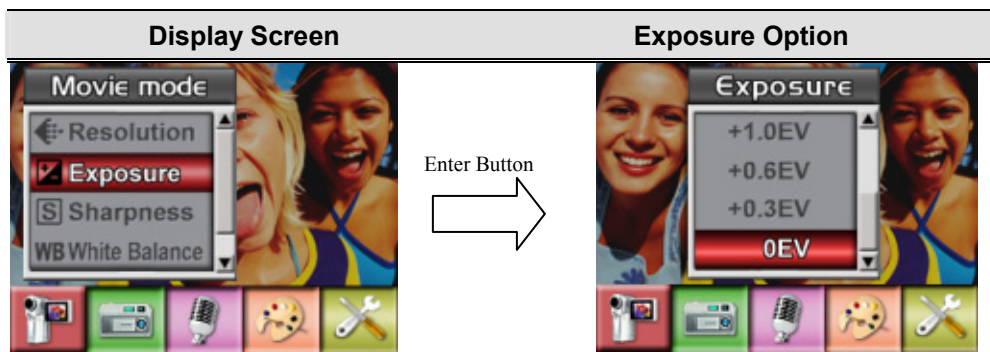 Display Screen
Exposure Option
Movie mode
Resolution
Exposure
S Sharpness
WB White Balance
Enter Button
Exposure
+1.0EV
+0.6EV
+0.3EV
0EV